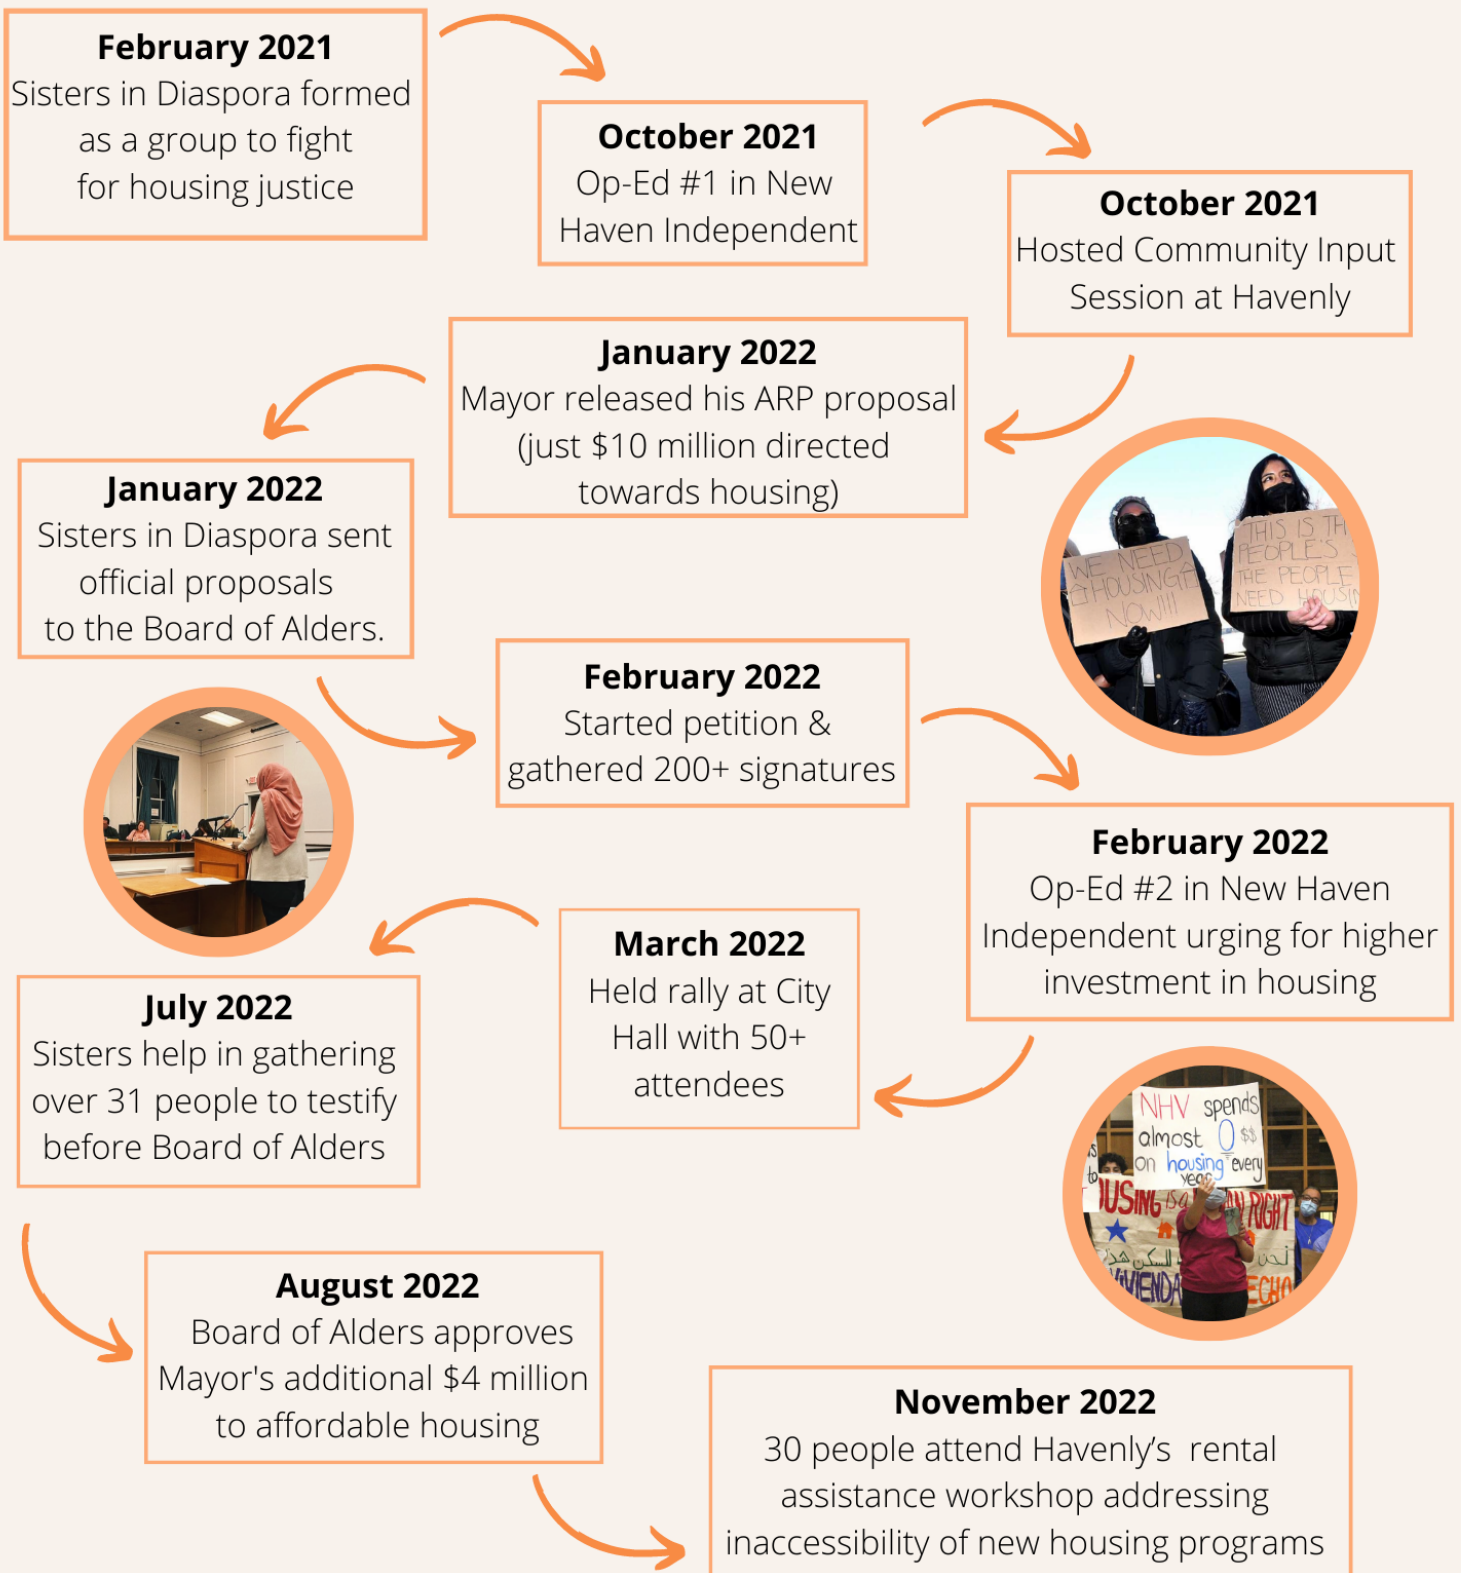 February 2021
Sisters in Diaspora formed
as a group to fight
for housing justice
October 2021
Op-Ed #1 in New
Haven Independent
October 2021
Hosted Community Input
Session at Havenly
January 2022
Mayor released his ARP proposal
(just $10 million directed
towards housing)
January 2022
Sisters in Diaspora sent
official proposals
to the Board of Alders.
WE NEED
HOUSING
NOW!!!
THIS IS TH
PEOPLE'S
THE PEOPLE
NEED HOUSIN
February 2022
Started petition &
gathered 200+ signatures
February 2022
Op-Ed #2 in New Haven
Independent urging for higher
investment in housing
March 2022
Held rally at City
Hall with 50+
attendees
July 2022
Sisters help in gathering
over 31 people to testify
before Board of Alders
NHV spends
almost 0 $$
on housing every
year
USING is a AN RIGHT
للسكن
VIVIENDA ECHO
August 2022
Board of Alders approves
Mayor's additional $4 million
to affordable housing
November 2022
30 people attend Havenly’s rental
assistance workshop addressing
inaccessibility of new housing programs